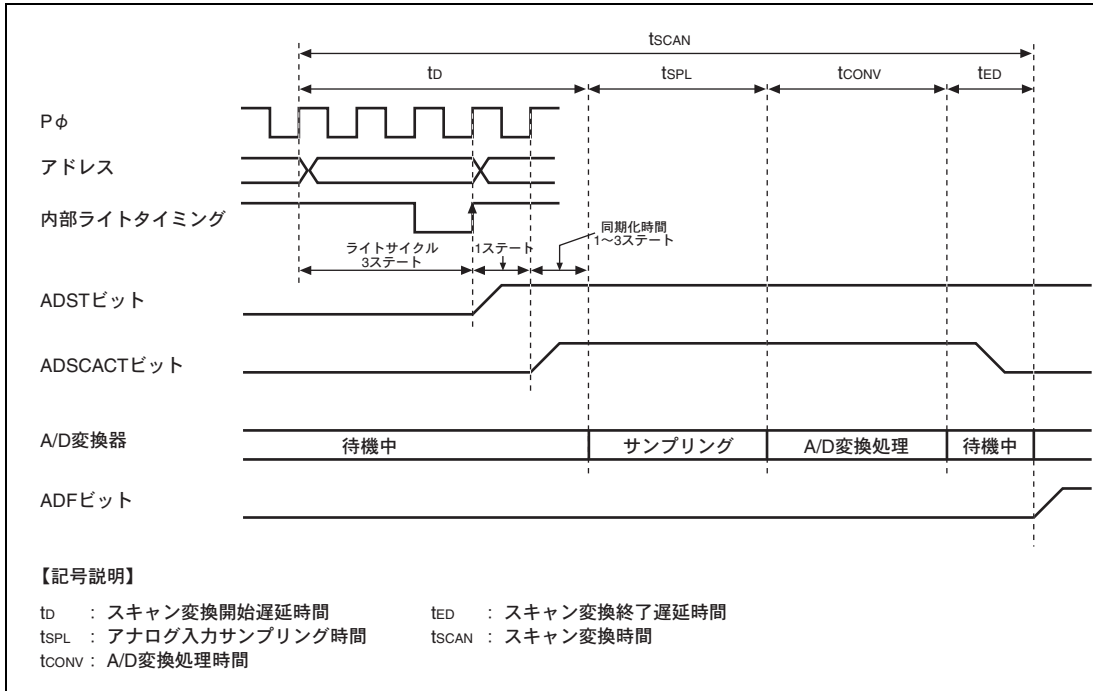 tSCAN
tD tSPL tCONV tED
Pφ
アドレス
内部ライトタイミング
ライトサイクル
3ステート
1ステート
同期化時間
1～3ステート
ADSTビット
ADSCACTビット
A/D変換器 待機中 サンプリング A/D変換処理 待機中
ADFビット
【記号説明】
tD : スキャン変換開始遅延時間 tED : スキャン変換終了遅延時間
tSPL : アナログ入力サンプリング時間 tSCAN : スキャン変換時間
tCONV : A/D変換処理時間